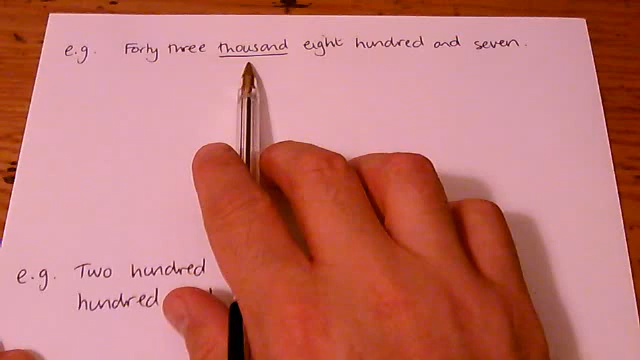 e.g. Forty three thousand eight hundred and seven.
e.g. Two hundred
hundred